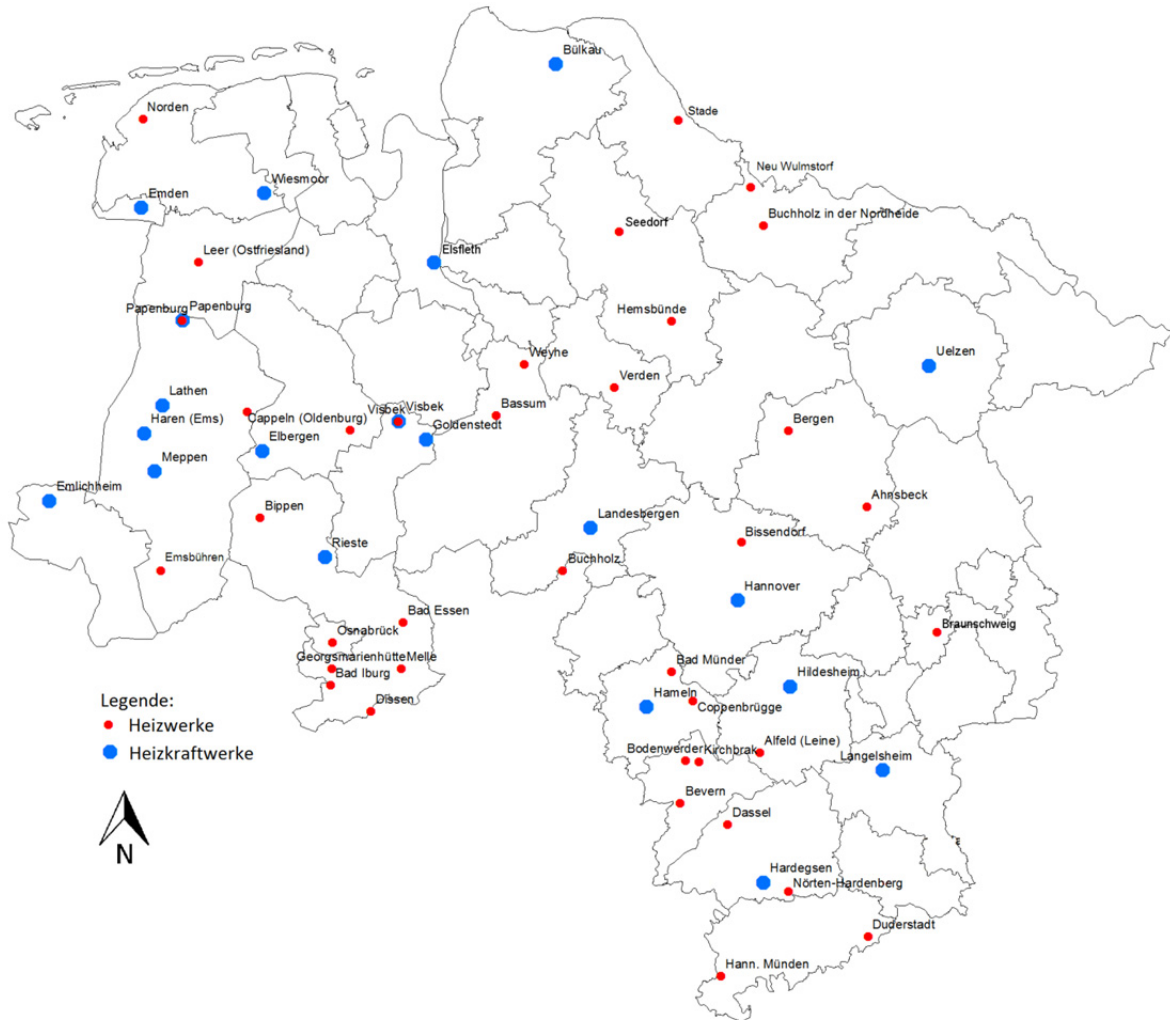 Bülkau
Norden
Stade
Neu Wulmstorf
Wiesmoor
Emden
Buchholz in der Nordheide
Seedorf
Leer (Ostfriesland)
Elsfleth
Papenburg
Papenburg
Hemsbünde
Weyhe
Uelzen
Verden
Lathen
Haren (Ems)
Cappeln (Oldenburg)
Visbek
Visbek
Bassum
Goldenstedt
Bergen
Elbergen
Meppen
Emlichheim
Ahnsbeck
Bippen
Landesbergen
Bissendorf
Rieste
Emsbühren
Buchholz
Hannover
Bad Essen
Osnabrück
Braunschweig
Georgsmarienhütte
Melle
Bad Iburg
Bad Münder
Hildesheim
Hameln
Coppenbrügge
Dissen
Legende:
Heizwerke
Heizkraftwerke
Bodenwerder
Kirchbrak
Alfeld (Leine)
Langelsheim
Bevern
Dassel
N
Hardegsen
Nörten-Hardenberg
Duderstadt
Hann. Münden